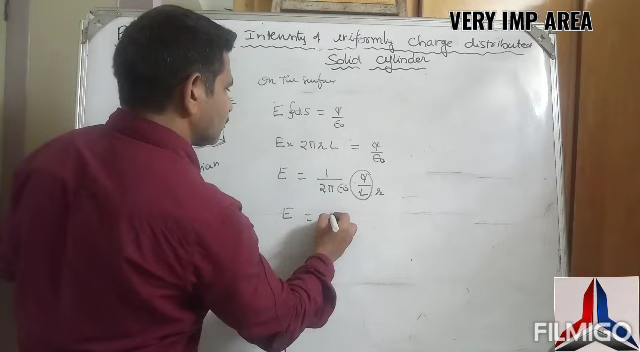 VERY IMP AREA
Intensity of uniformly charge distributed
Solid Cylinder
On The surface
E ∮ds = q/ε₀
E × 2πrL = q/ε₀
E = 1/2πε₀ (q/L) r
E =
FILMIGO